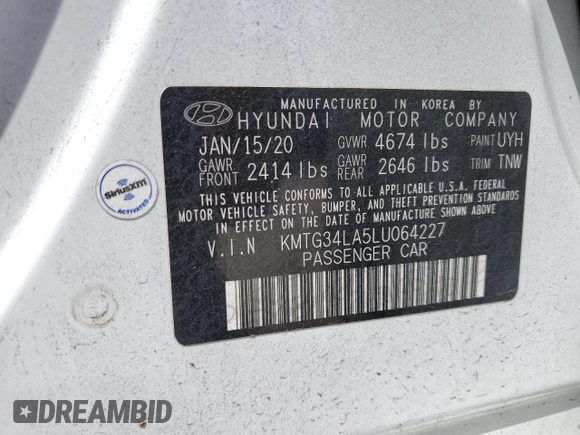 MANUFACTURED IN KOREA BY
HYUNDAI MOTOR COMPANY
JAN/15/20 GVWR 4674 lbs PAINT UYH
GAWR FRONT 2414 lbs GAWR REAR 2646 lbs TRIM TNW
THIS VEHICLE CONFORMS TO ALL APPLICABLE U.S.A. FEDERAL
MOTOR VEHICLE SAFETY, BUMPER, AND THEFT PREVENTION STANDARDS
IN EFFECT ON THE DATE OF MANUFACTURE SHOWN ABOVE.
V.I.N KMTG34LA5LU064227
PASSENGER CAR
SiriusXM
ACTIVATED
DREAMBID